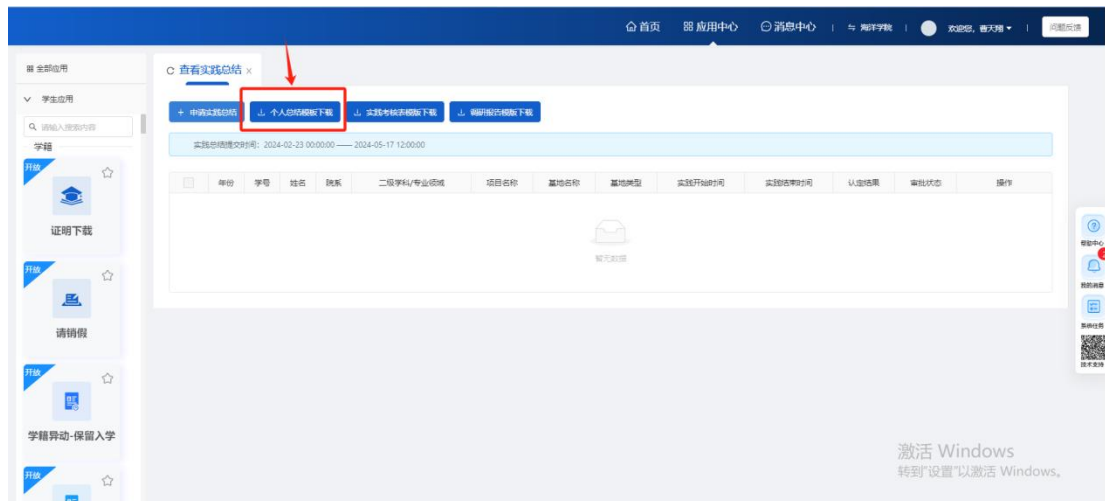 首页 应用中心 消息中心 海洋学院 欢迎您, 曹天翔 问题反馈
全部应用
学生应用
请输入搜索内容
学籍
开放
证明下载
开放
请销假
开放
学籍异动-保留入学
开放
查看实践总结
+ 申请实践总结 个人总结模板下载 实践考核表模版下载 调研报告模版下载
实践总结提交时间: 2024-02-23 00:00:00 —— 2024-05-17 12:00:00
年份 学号 姓名 院系 二级学科/专业领域 项目名称 基地名称 基地类型 实践开始时间 实践结束时间 认定结果 审批状态 操作
暂无数据
帮助中心
我的消息
系统任务
技术支持
激活 Windows
转到"设置"以激活 Windows。